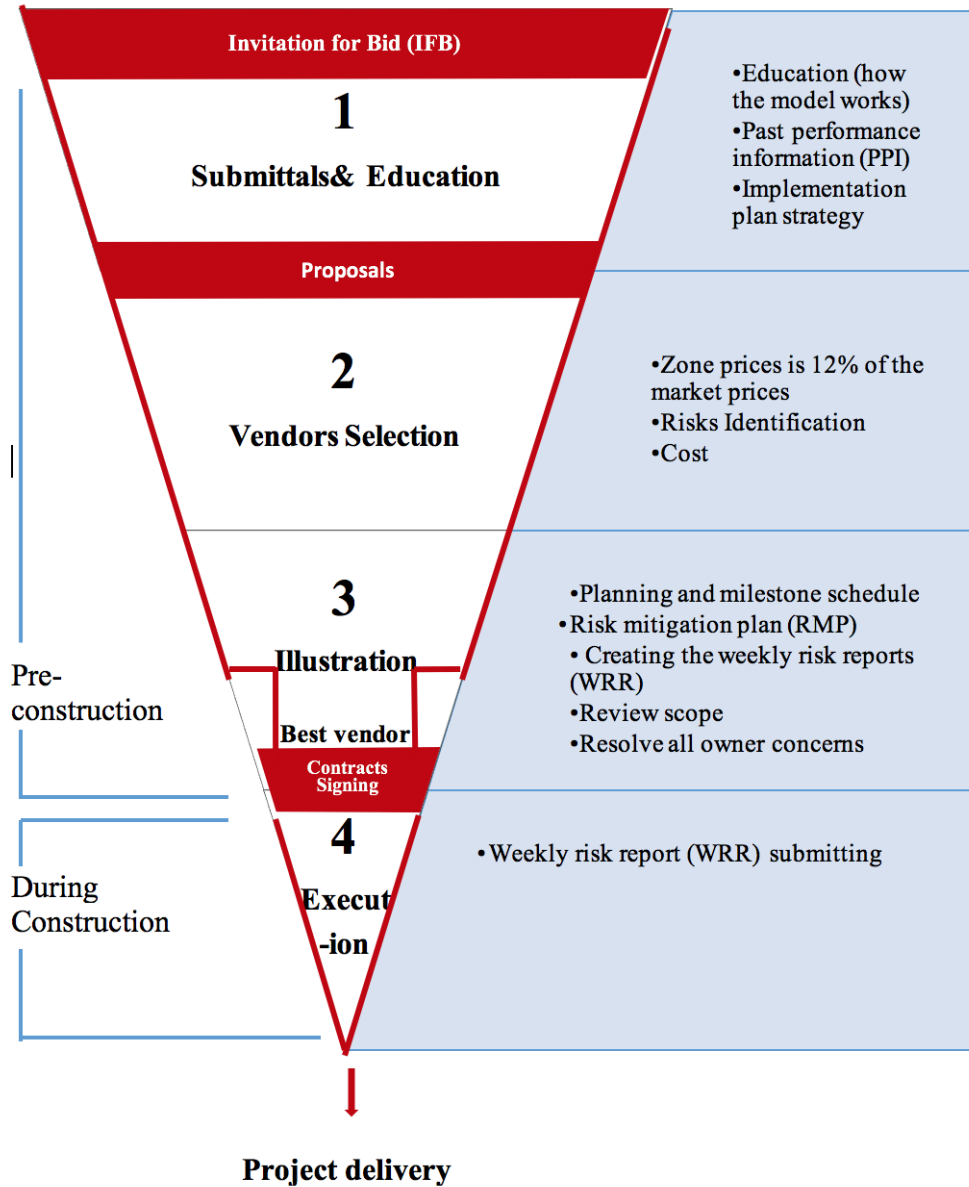 Invitation for Bid (IFB)
1
Submittals& Education
•Education (how
the model works)
•Past performance
information (PPI)
•Implementation
plan strategy
Proposals
2
Vendors Selection
•Zone prices is 12% of the
market prices
•Risks Identification
•Cost
3
Illustration
Best vendor
Contracts
Signing
•Planning and milestone schedule
•Risk mitigation plan (RMP)
• Creating the weekly risk reports
(WRR)
•Review scope
•Resolve all owner concerns
Pre-
construction
4
Execut
-ion
•Weekly risk report (WRR) submitting
During
Construction
Project delivery